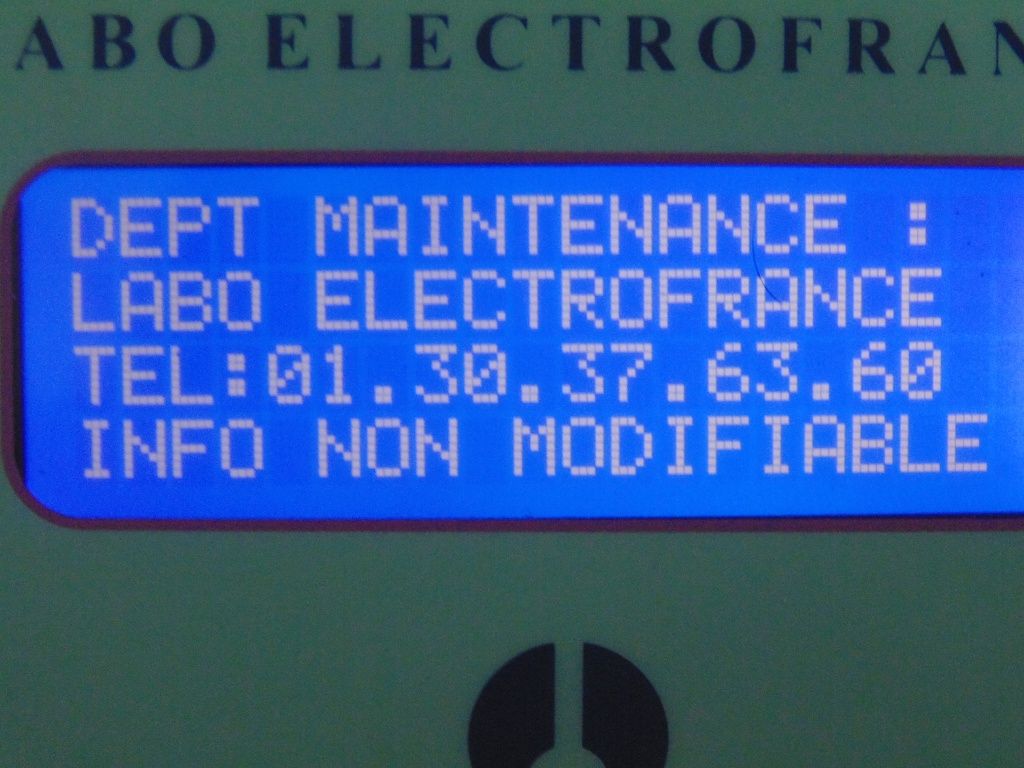 ABO ELECTROFRAN
DEPT MAINTENANCE :
LABO ELECTROFRANCE
TEL:01.30.37.63.60
INFO NON MODIFIABLE